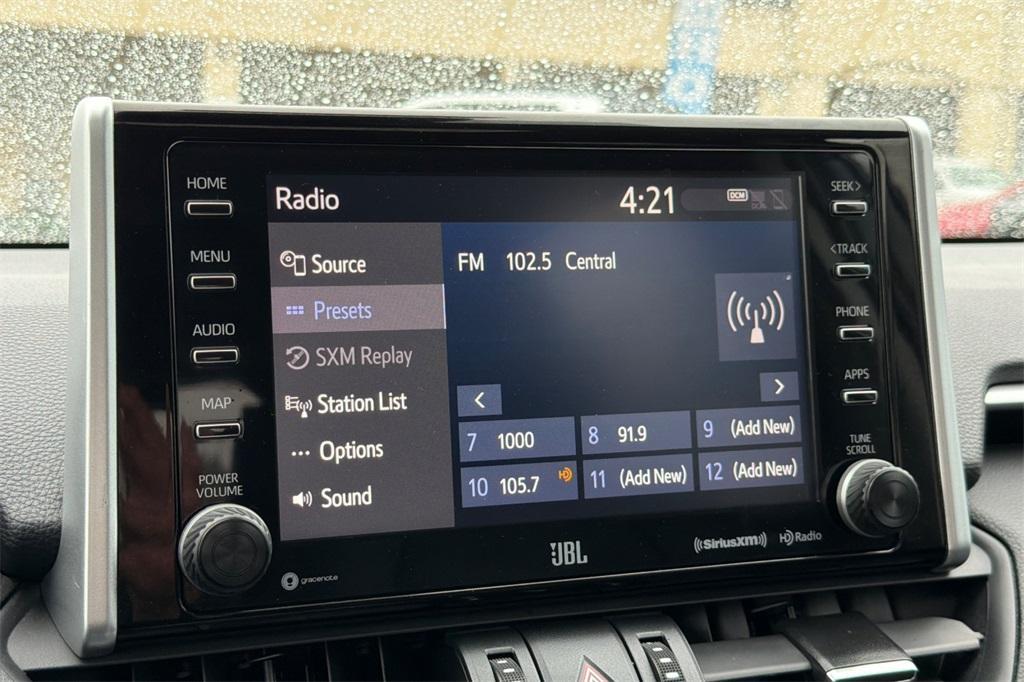 HOME
MENU
AUDIO
MAP
POWER
VOLUME
Radio
4:21
DCM
Source
Presets
SXM Replay
Station List
Options
Sound
FM 102.5 Central
<
>
7 1000
8 91.9
9 (Add New)
10 105.7 HD
11 (Add New)
12 (Add New)
SEEK >
< TRACK
PHONE
APPS
TUNE
SCROLL
gracenote
JBL
((SiriusXM))
HD Radio